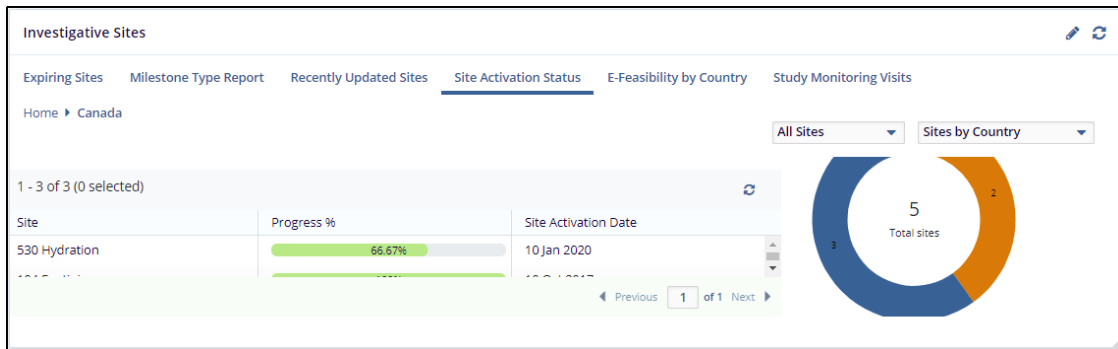 Investigative Sites
Expiring Sites Milestone Type Report Recently Updated Sites Site Activation Status E-Feasibility by Country Study Monitoring Visits
Home Canada
All Sites Sites by Country
1 - 3 of 3 (0 selected)
Site Progress % Site Activation Date
530 Hydration 66.67% 10 Jan 2020
Previous 1 of 1 Next
2
5
Total sites
3